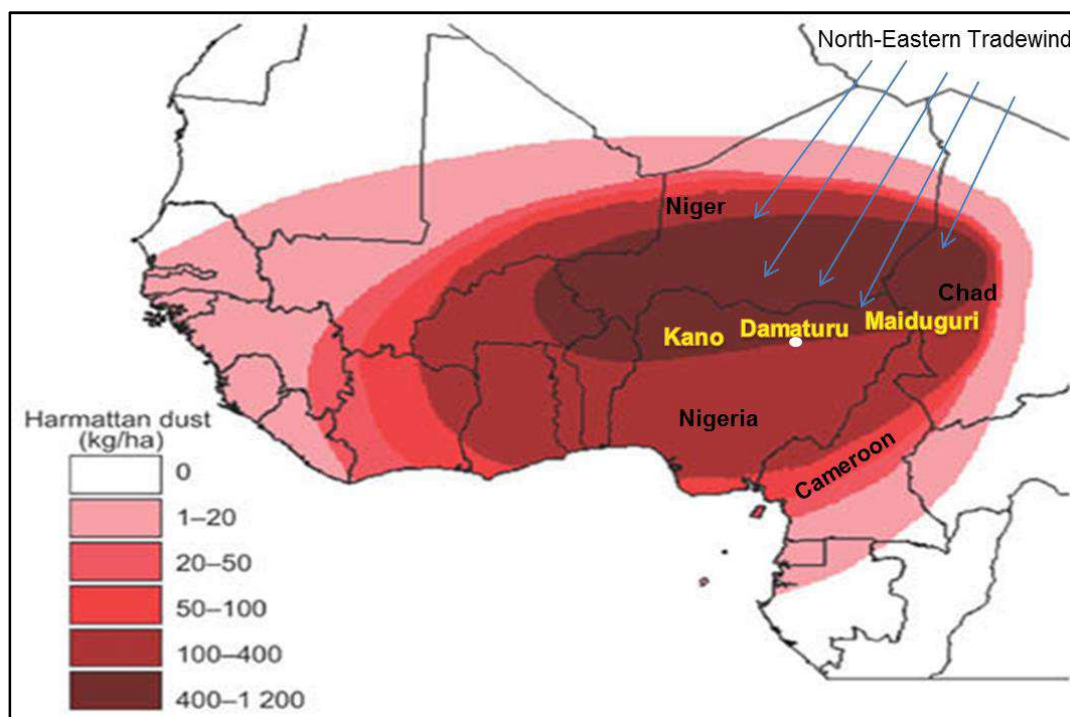 North-Eastern Tradewind
Niger
Chad
Kano Damaturu Maiduguri
Nigeria
Cameroon
Harmattan dust
(kg/ha)
0
1–20
20–50
50–100
100–400
400–1 200